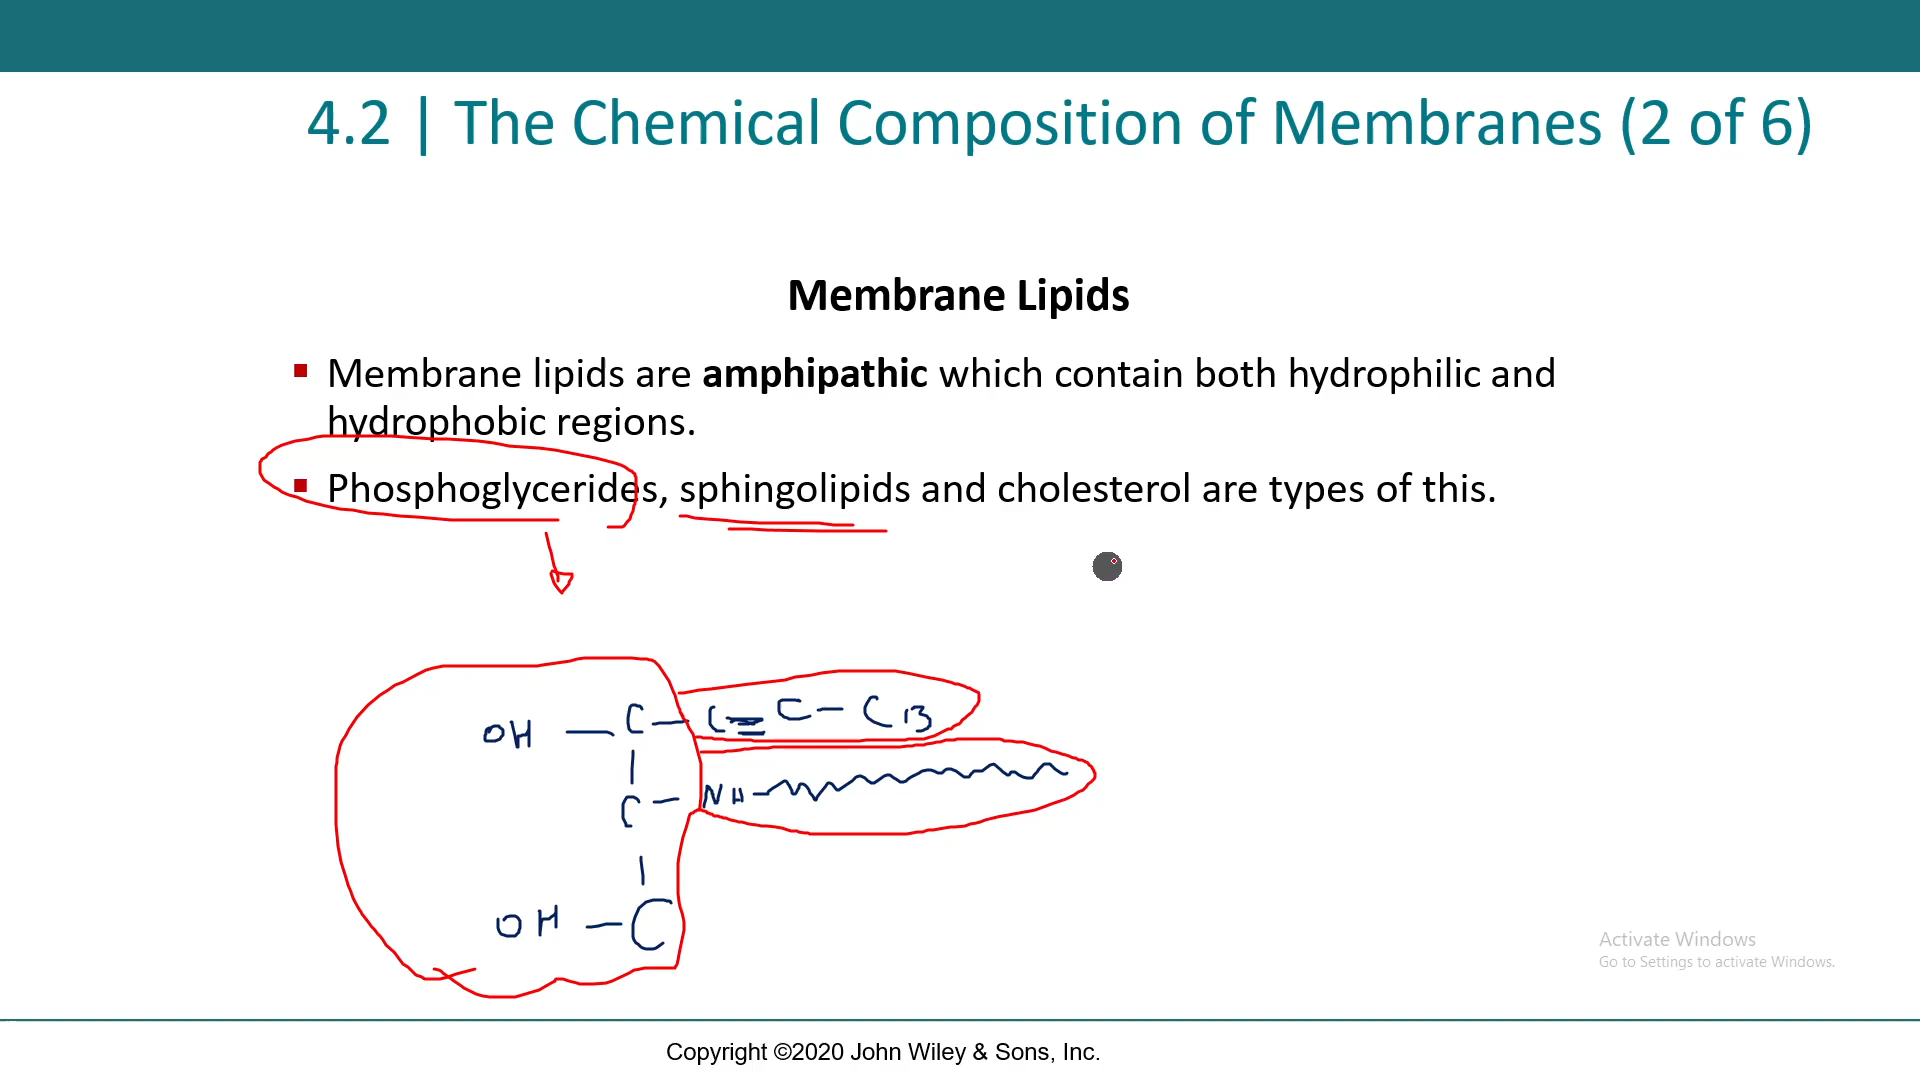 4.2 | The Chemical Composition of Membranes (2 of 6)
Membrane Lipids
Membrane lipids are amphipathic which contain both hydrophilic and
hydrophobic regions.
Phosphoglycerides, sphingolipids and cholesterol are types of this.
OH — C — C = C — C 13
C — NH
OH — C
Activate Windows
Go to Settings to activate Windows.
Copyright ©2020 John Wiley & Sons, Inc.